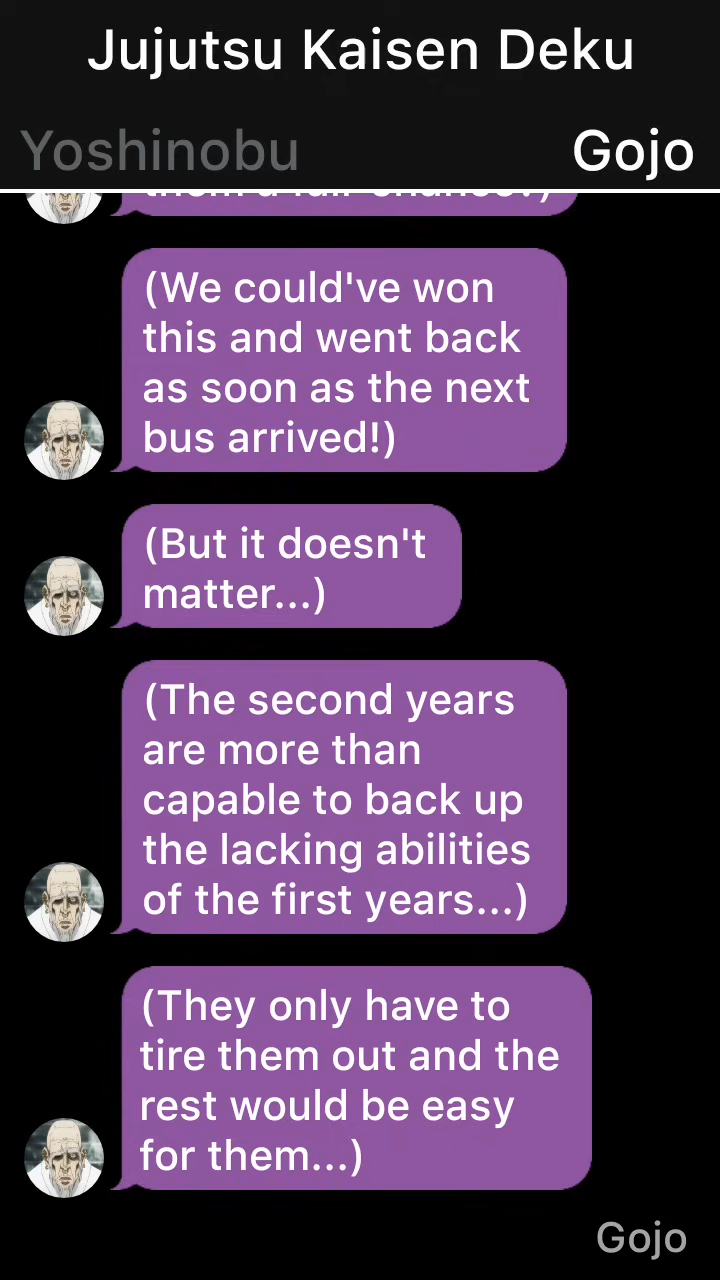 Jujutsu Kaisen Deku
Yoshinobu
Gojo
(We could've won
this and went back
as soon as the next
bus arrived!)
(But it doesn't
matter...)
(The second years
are more than
capable to back up
the lacking abilities
of the first years...)
(They only have to
tire them out and the
rest would be easy
for them...)
Gojo